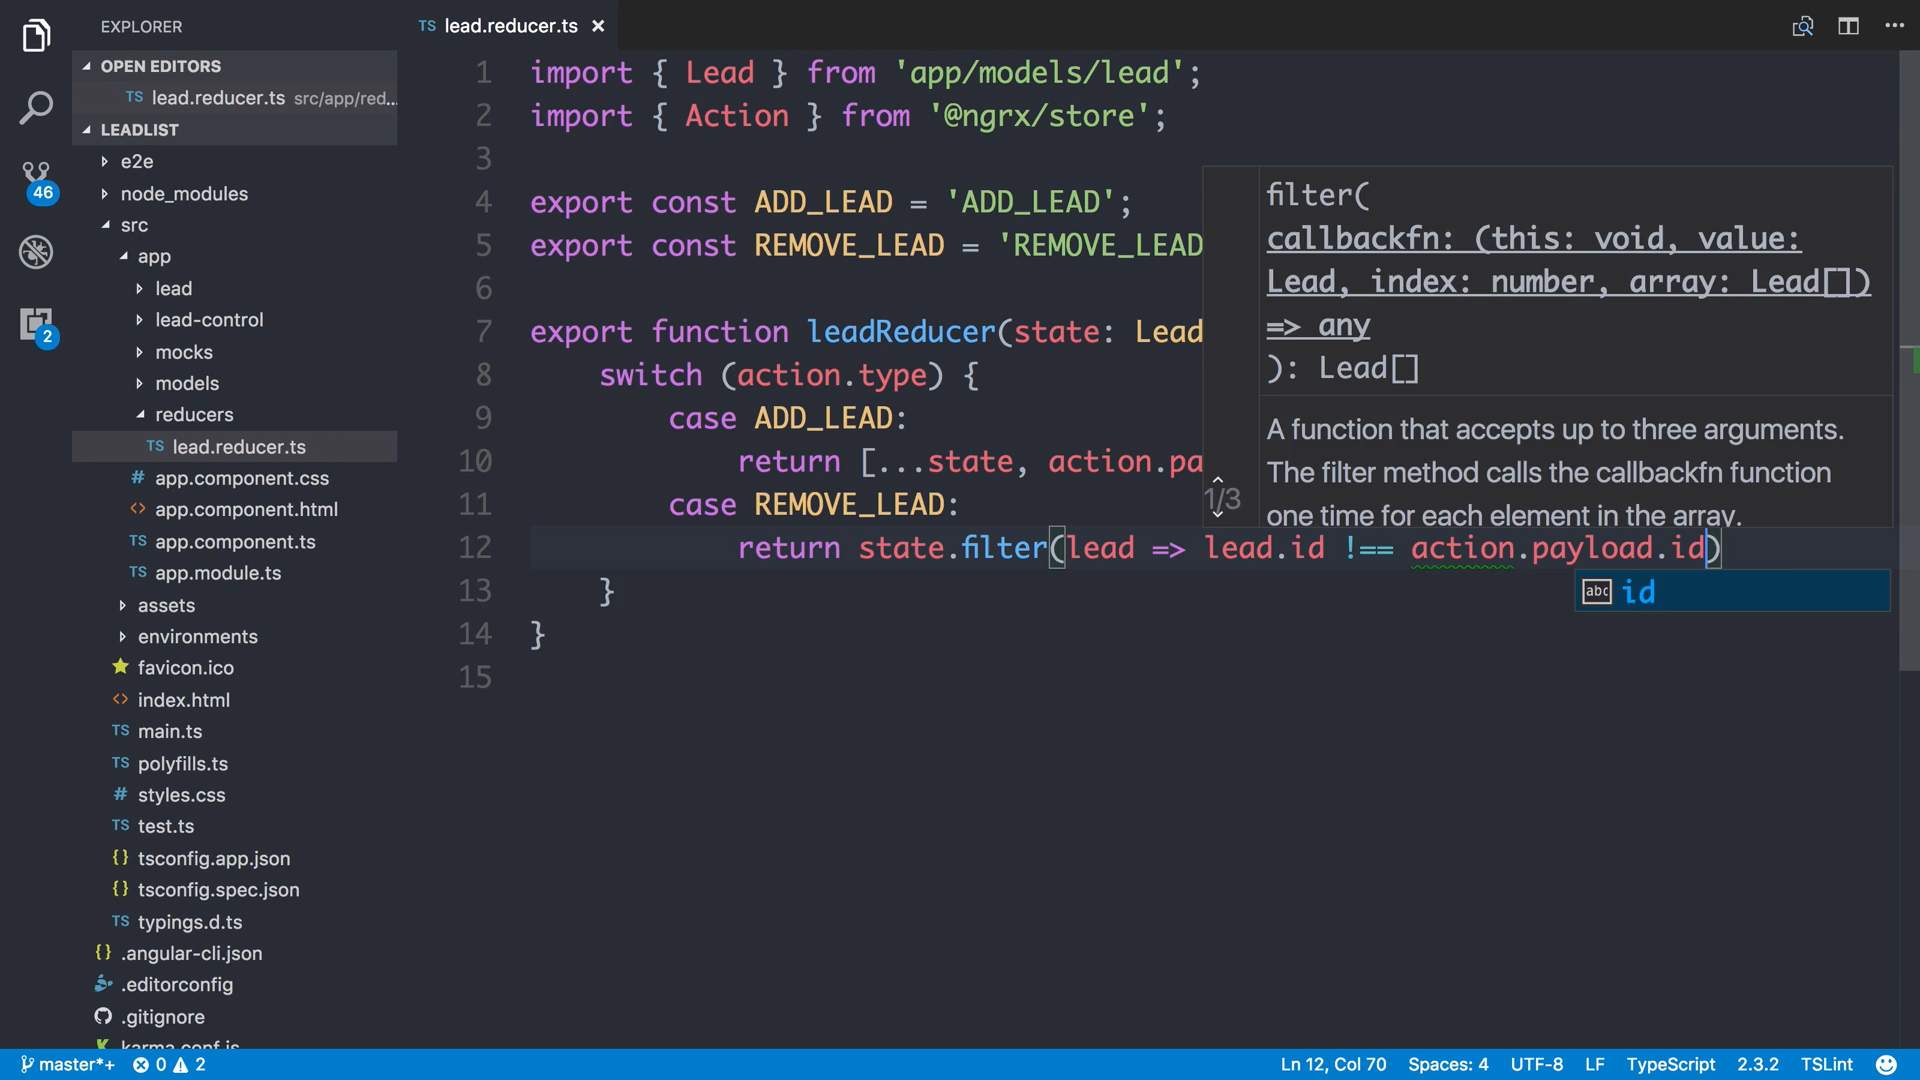 EXPLORER
OPEN EDITORS
TS lead.reducer.ts src/app/red...
LEADLIST
e2e
node_modules
src
app
lead
lead-control
mocks
models
reducers
TS lead.reducer.ts
# app.component.css
<> app.component.html
TS app.component.ts
TS app.module.ts
assets
environments
favicon.ico
<> index.html
TS main.ts
TS polyfills.ts
# styles.css
TS test.ts
{} tsconfig.app.json
{} tsconfig.spec.json
TS typings.d.ts
{} .angular-cli.json
.editorconfig
.gitignore
karma.conf.js
46
2
TS lead.reducer.ts ×
1 import { Lead } from 'app/models/lead';
2 import { Action } from '@ngrx/store';
3
4 export const ADD_LEAD = 'ADD_LEAD';
5 export const REMOVE_LEAD = 'REMOVE_LEAD
6
7 export function leadReducer(state: Lead
8 switch (action.type) {
9 case ADD_LEAD:
10 return [...state, action.pa
11 case REMOVE_LEAD:
12 return state.filter(lead => lead.id !== action.payload.id)
13 }
14 }
15
filter(
callbackfn: (this: void, value:
Lead, index: number, array: Lead[])
=> any
): Lead[]
1/3
A function that accepts up to three arguments.
The filter method calls the callbackfn function
one time for each element in the array.
abc id
master*+ 0 2
Ln 12, Col 70 Spaces: 4 UTF-8 LF TypeScript 2.3.2 TSLint